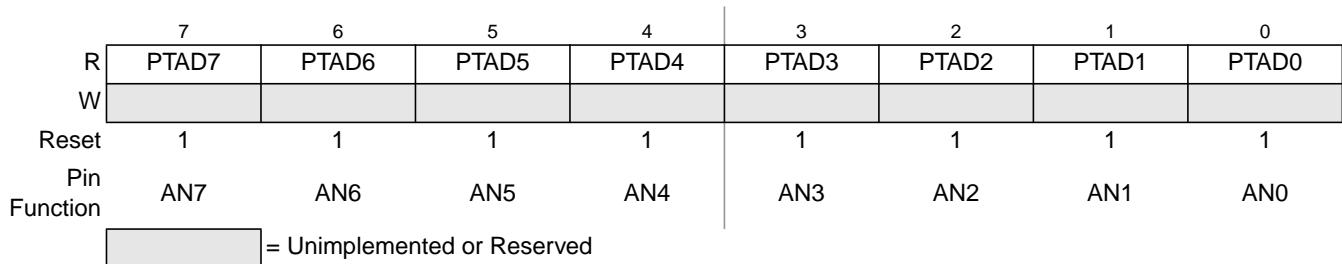 7 6 5 4 3 2 1 0
R PTAD7 PTAD6 PTAD5 PTAD4 PTAD3 PTAD2 PTAD1 PTAD0
W
Reset 1 1 1 1 1 1 1 1
Pin
Function AN7 AN6 AN5 AN4 AN3 AN2 AN1 AN0
= Unimplemented or Reserved